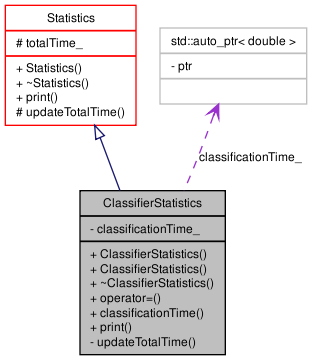 Statistics
# totalTime_
+ Statistics()
+ ~Statistics()
+ print()
# updateTotalTime()
std::auto_ptr< double >
- ptr
classificationTime_
ClassifierStatistics
- classificationTime_
+ ClassifierStatistics()
+ ClassifierStatistics()
+ ~ClassifierStatistics()
+ operator=()
+ classificationTime()
+ print()
- updateTotalTime()